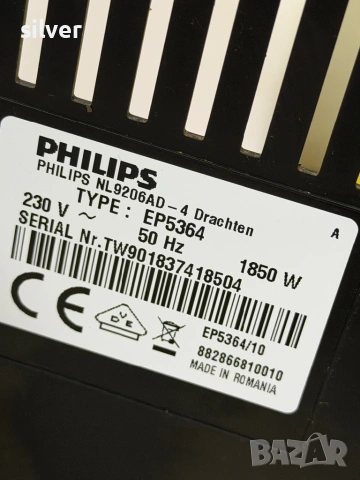 silver
PHILIPS
PHILIPS NL9206AD-4 Drachten A
TYPE : EP5364
230 V ~ 50 Hz 1850 W
SERIAL Nr.TW901837418504
CE
DVE
EP5364/10
882866810010
MADE IN ROMANIA
BAZAR